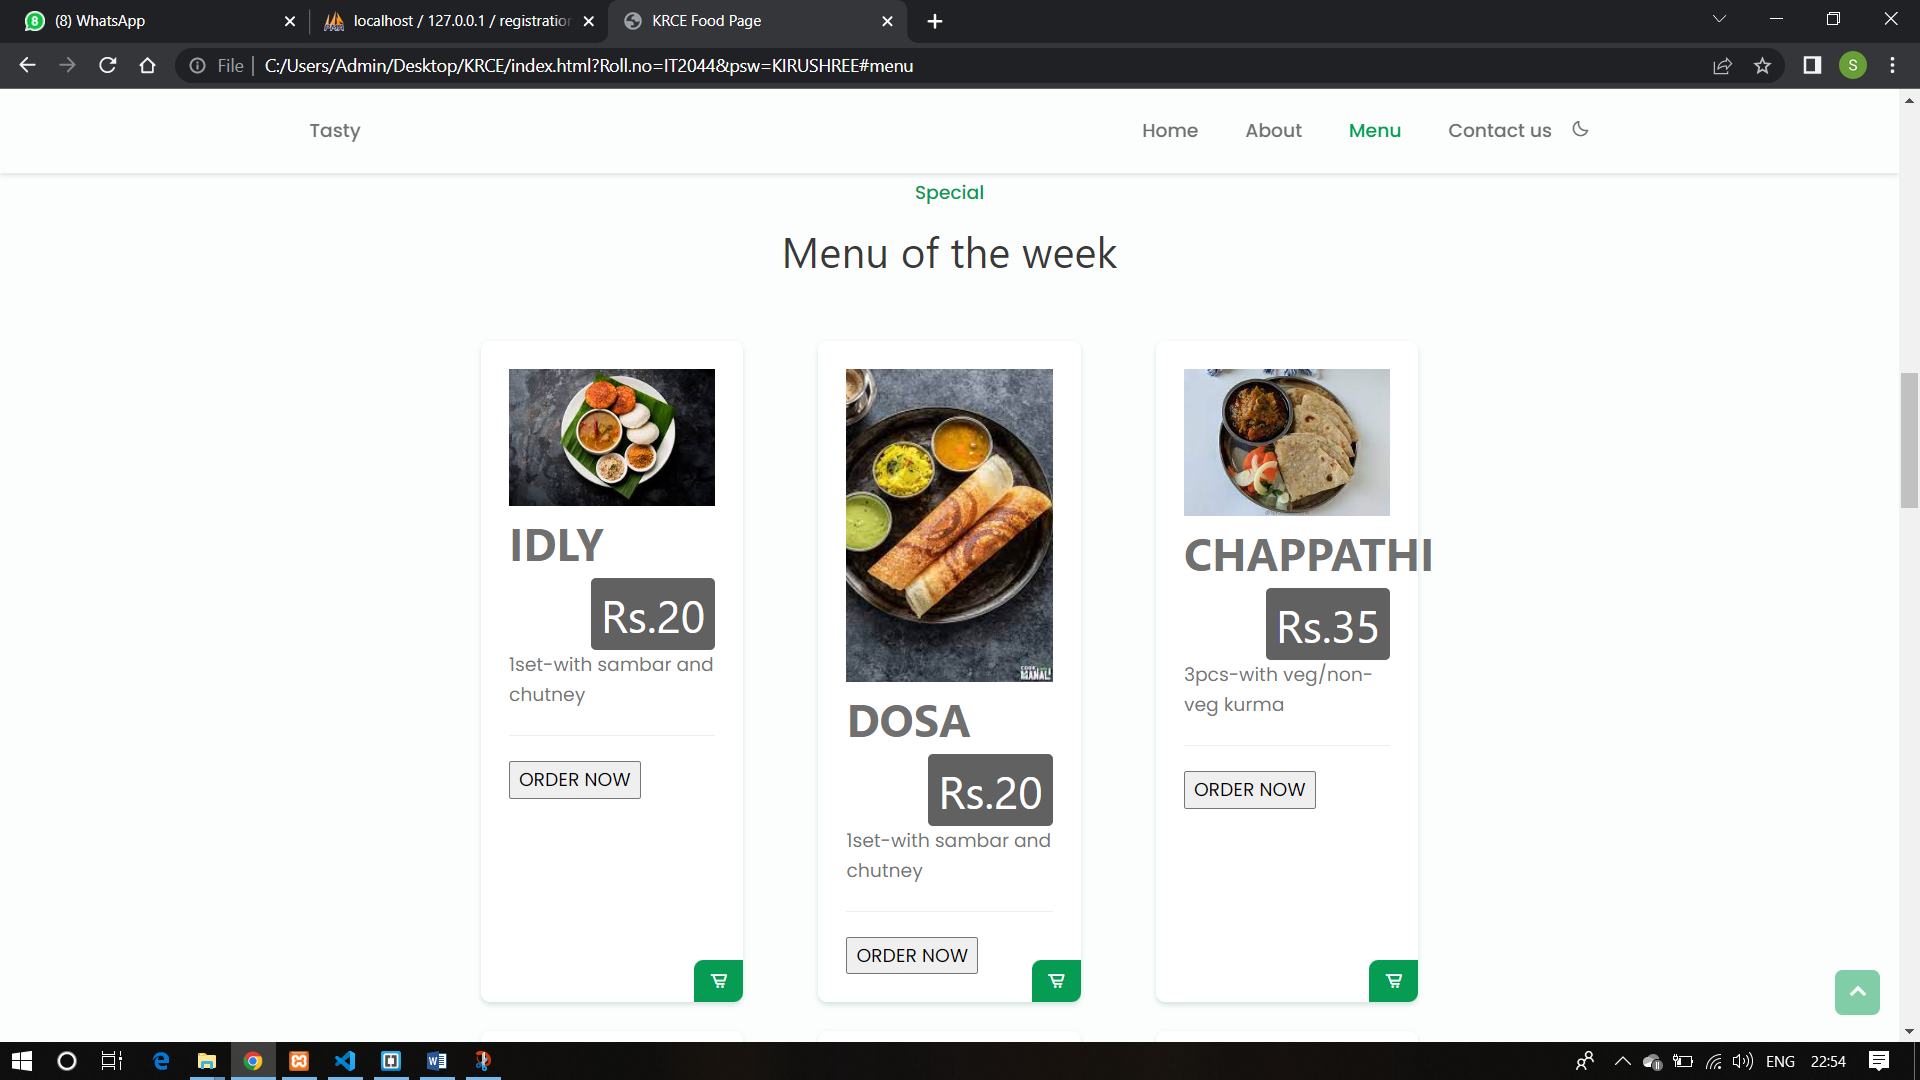 (8) WhatsApp
localhost / 127.0.0.1 / registration
KRCE Food Page
File
C:/Users/Admin/Desktop/KRCE/index.html?Roll.no=IT2044&psw=KIRUSHREE#menu
S
Tasty
Home
About
Menu
Contact us
Special
Menu of the week
IDLY
Rs.20
1set-with sambar and
chutney
ORDER NOW
COOK
MANALI
DOSA
Rs.20
1set-with sambar and
chutney
ORDER NOW
CHAPPATHI
Rs.35
3pcs-with veg/non-
veg kurma
ORDER NOW
ENG
22:54